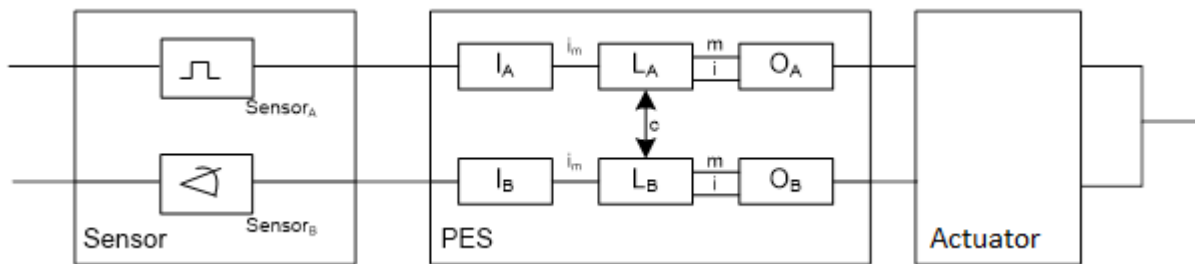 i_m m
I_A L_A i O_A
Sensor_A
c
i_m m
I_B L_B i O_B
Sensor_B
Sensor PES Actuator